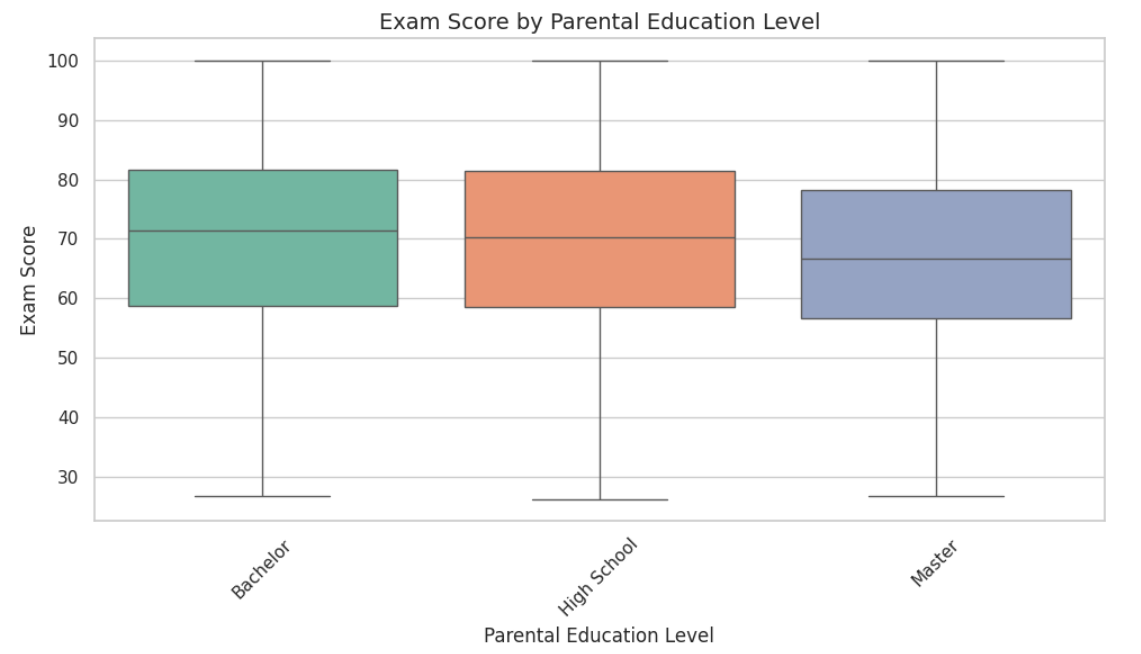 Exam Score by Parental Education Level
Exam Score
100
90
80
70
60
50
40
30
Bachelor
High School
Master
Parental Education Level